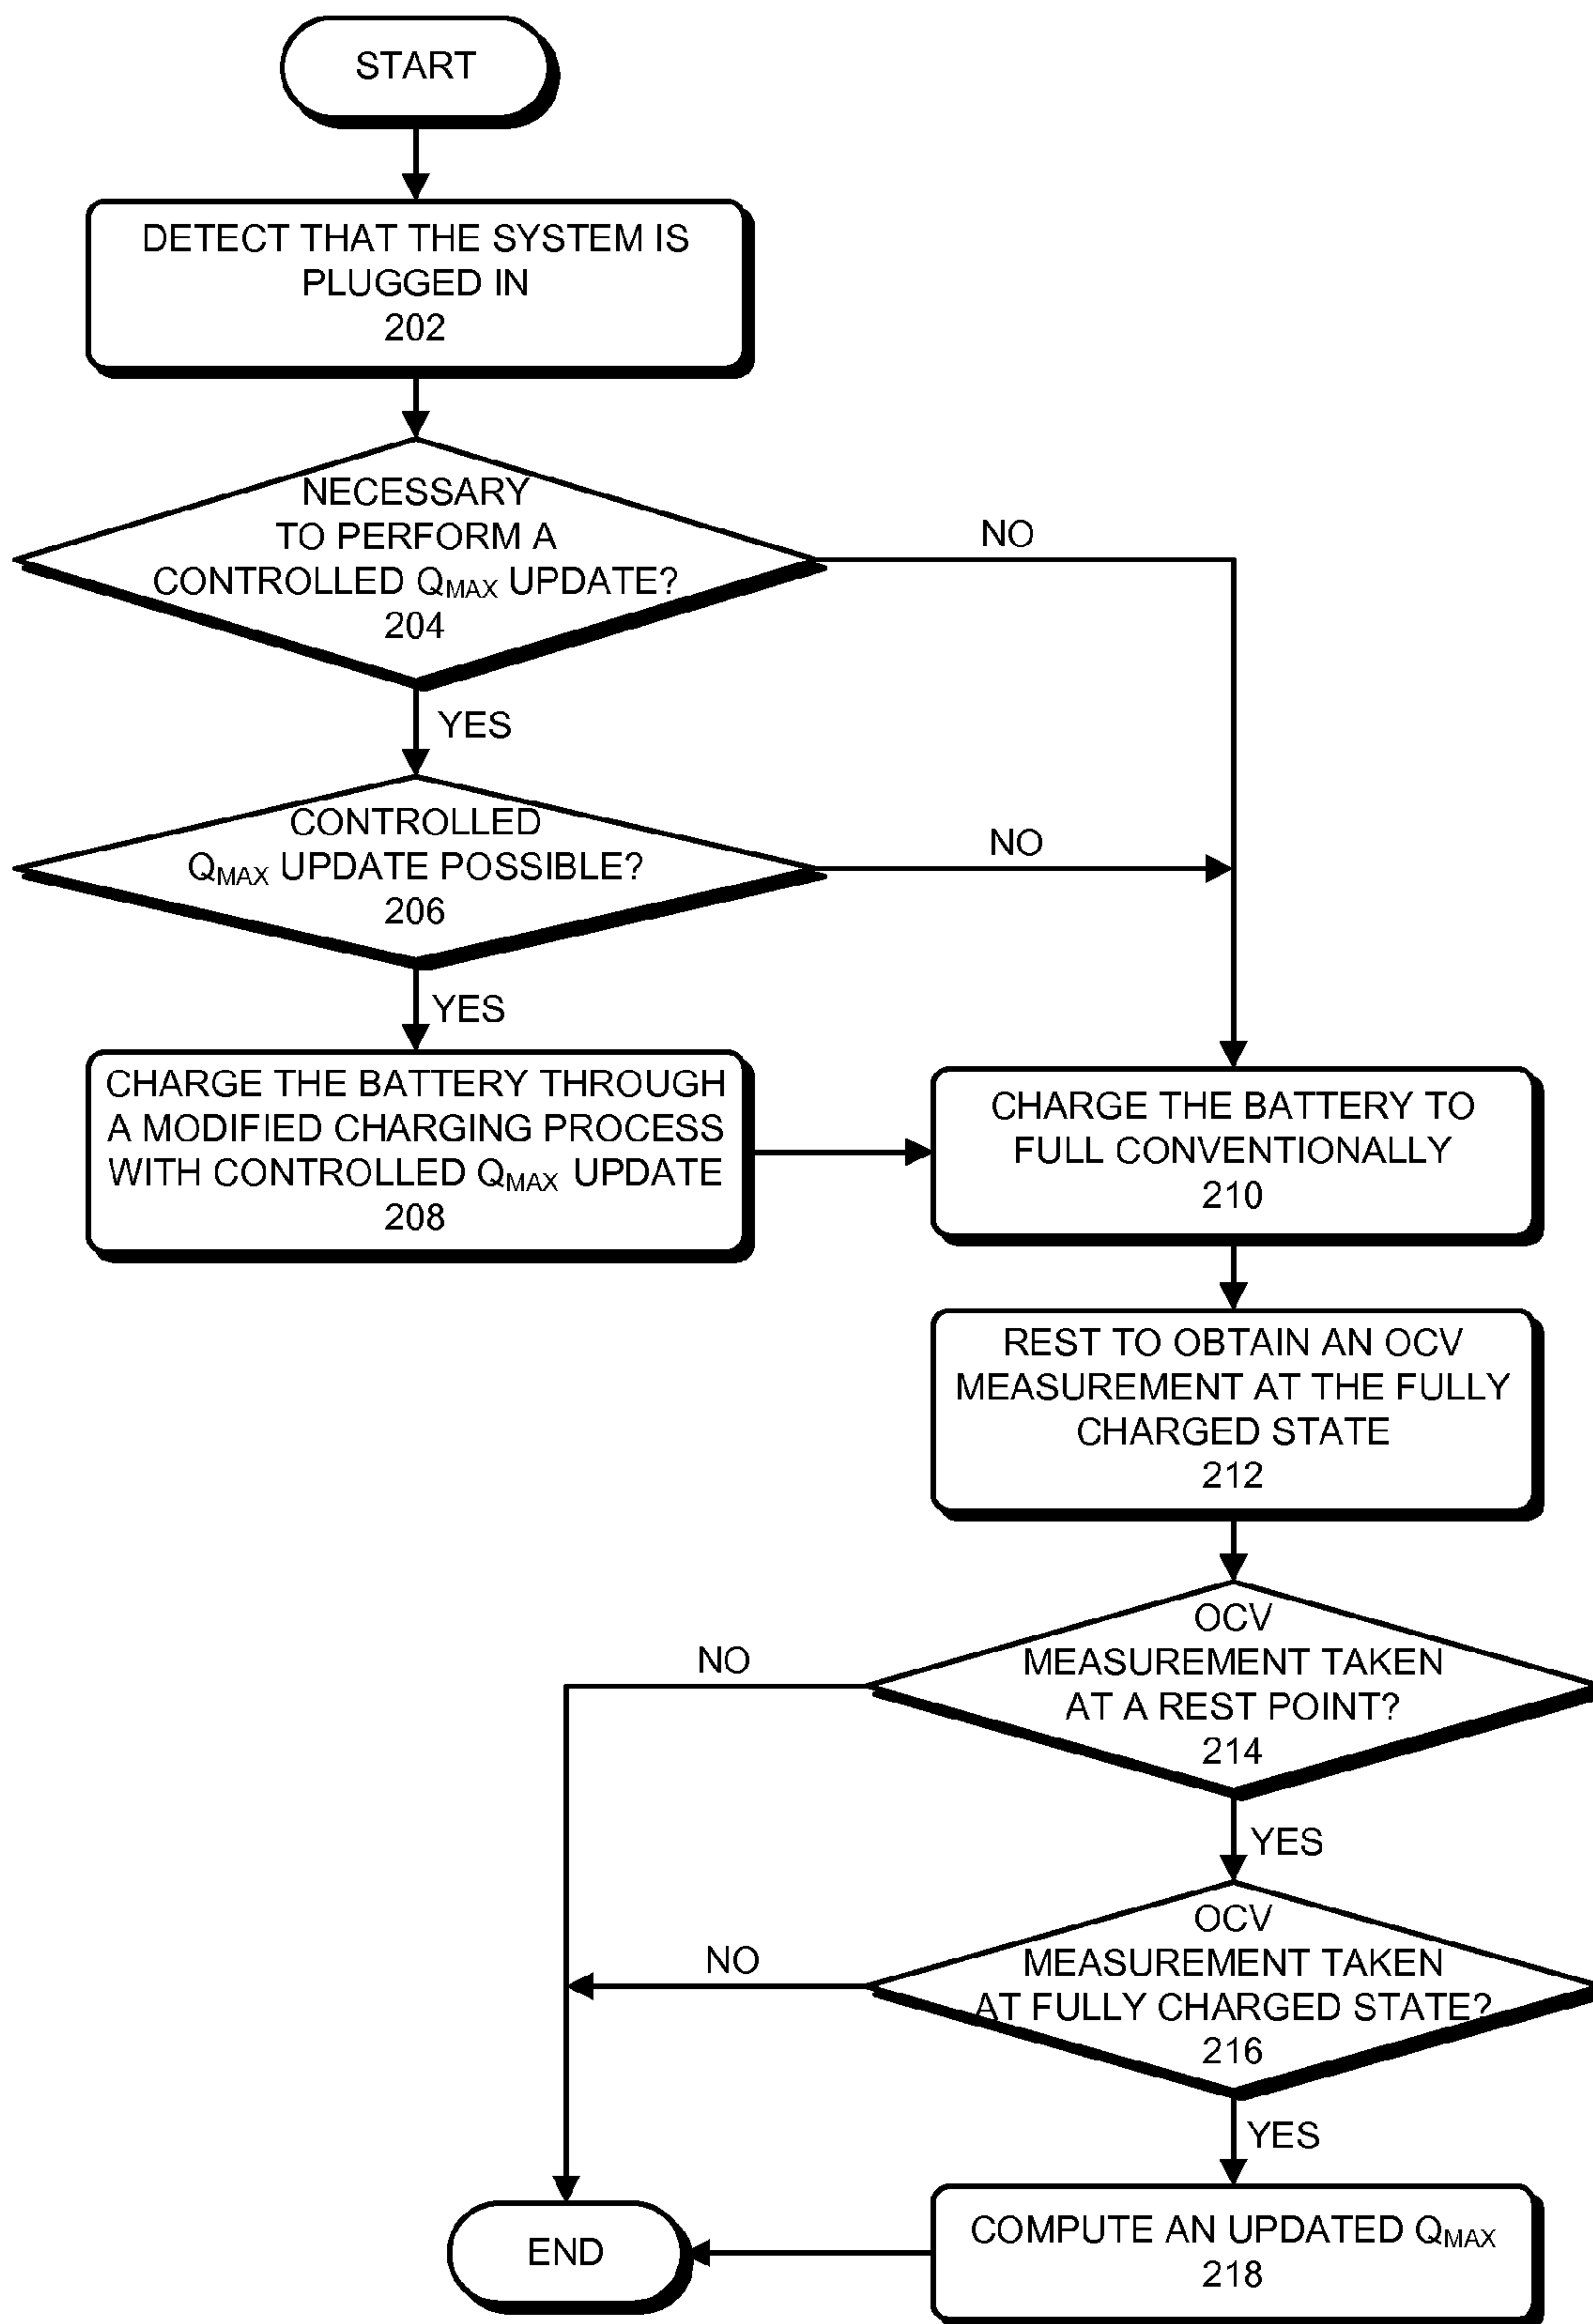 START
DETECT THAT THE SYSTEM IS
PLUGGED IN
202
NECESSARY
TO PERFORM A
CONTROLLED QMAX UPDATE?
204
NO
YES
CONTROLLED
QMAX UPDATE POSSIBLE?
206
NO
YES
CHARGE THE BATTERY THROUGH
A MODIFIED CHARGING PROCESS
WITH CONTROLLED QMAX UPDATE
208
CHARGE THE BATTERY TO
FULL CONVENTIONALLY
210
REST TO OBTAIN AN OCV
MEASUREMENT AT THE FULLY
CHARGED STATE
212
OCV
MEASUREMENT TAKEN
AT A REST POINT?
214
NO
YES
OCV
MEASUREMENT TAKEN
AT FULLY CHARGED STATE?
216
NO
YES
COMPUTE AN UPDATED QMAX
218
END